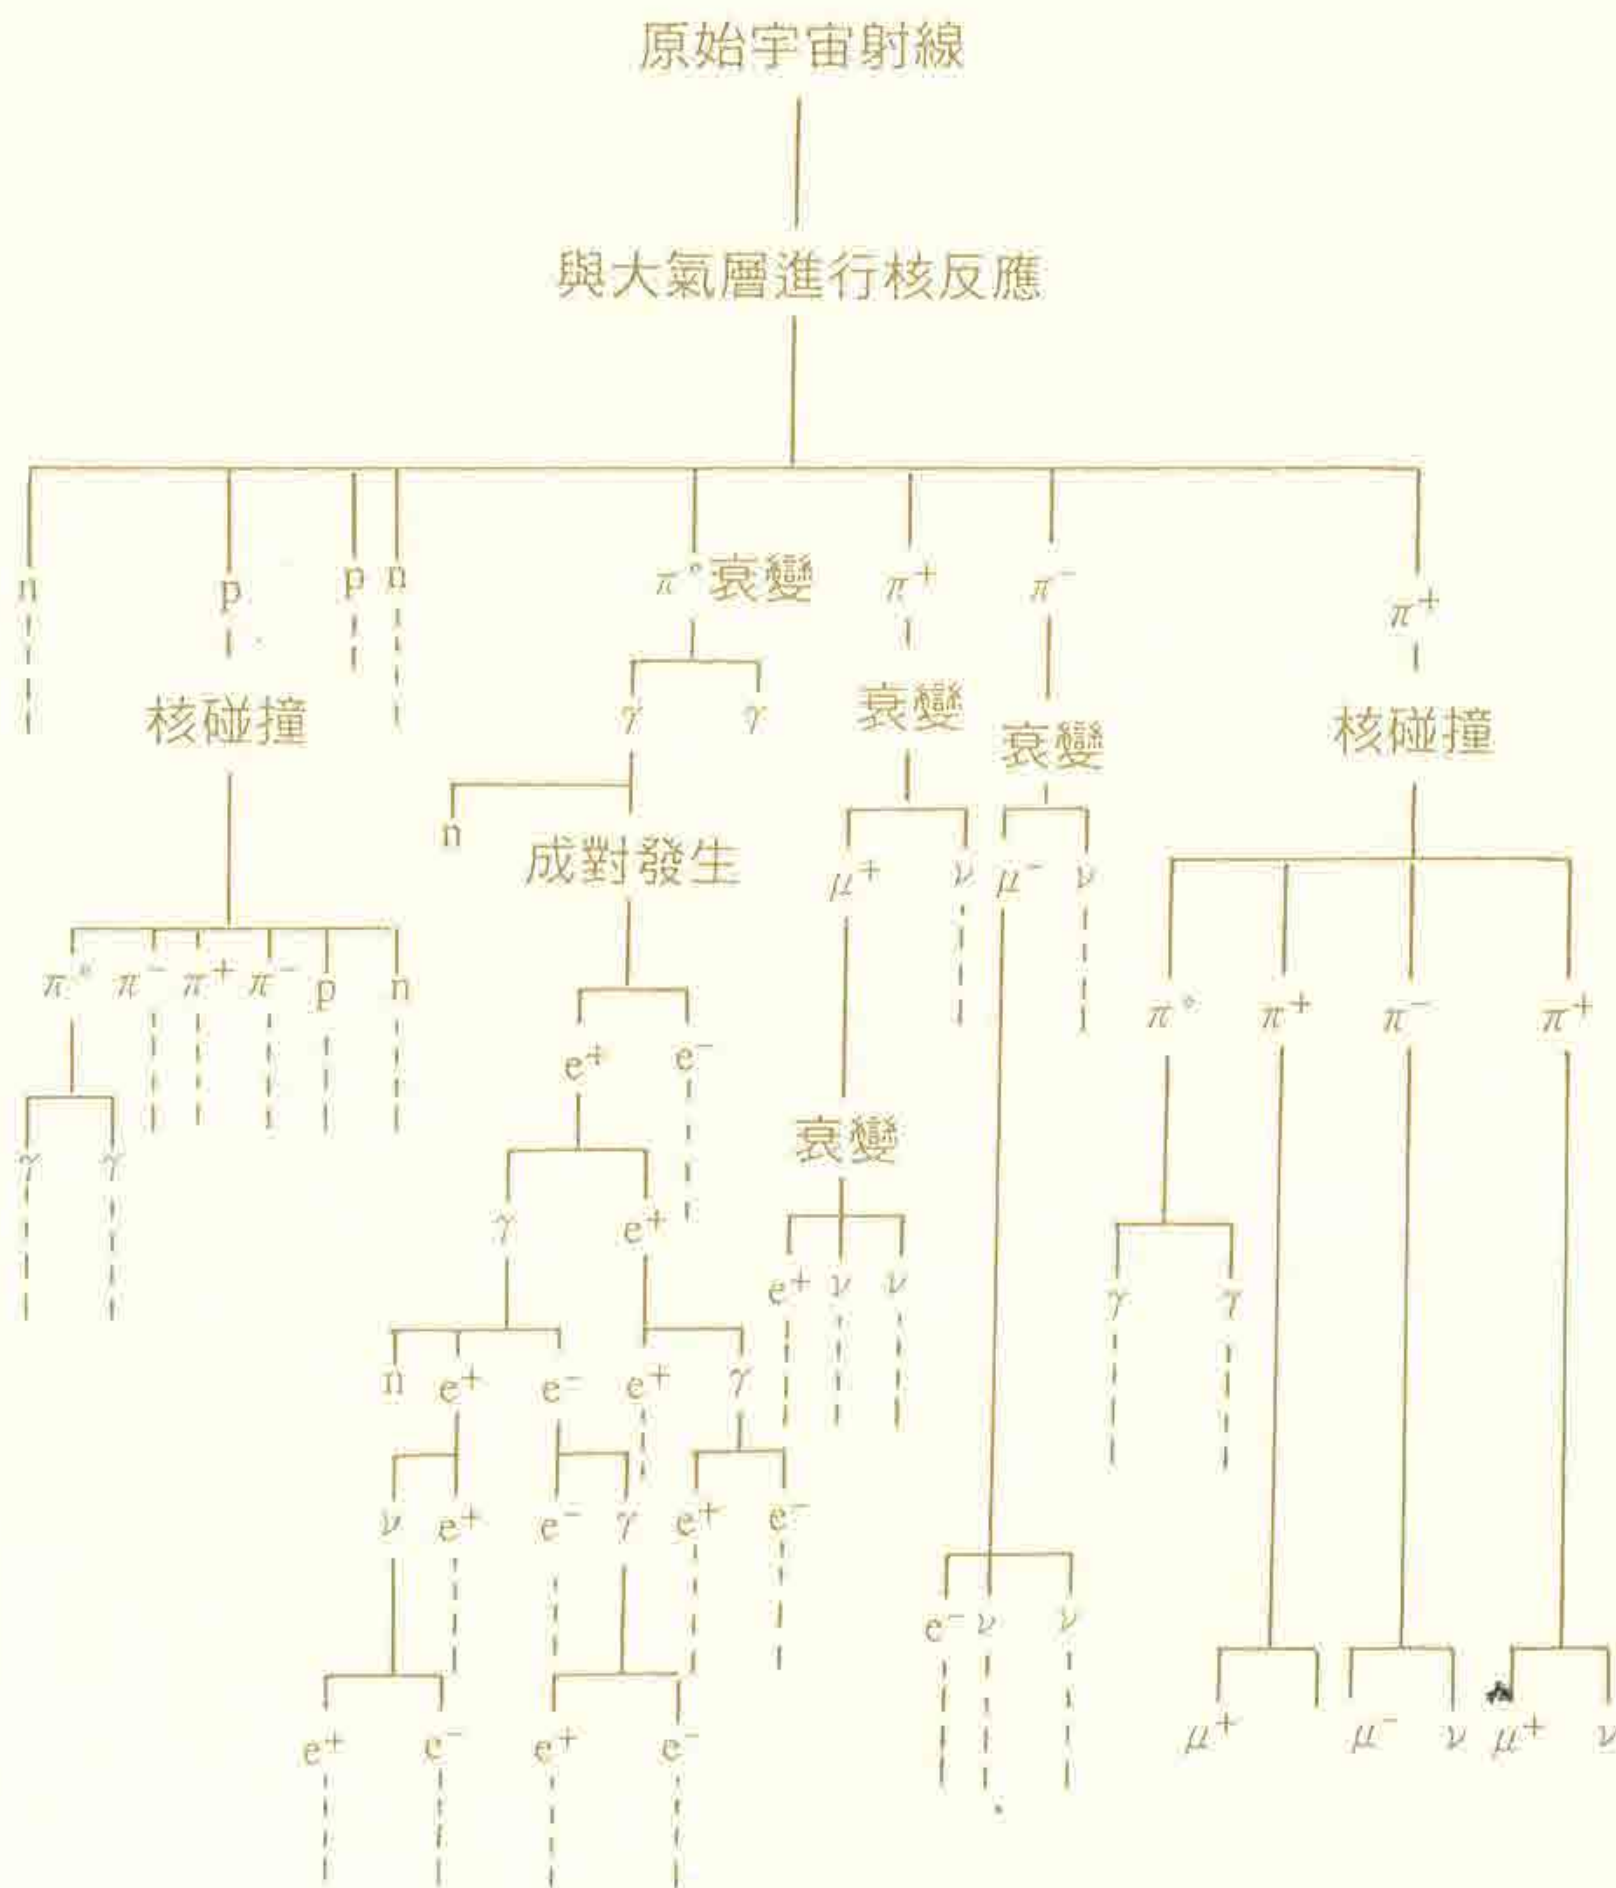 原始宇宙射線
與大氣層進行核反應
n p p n π° 衰變 π⁺ π⁻ π⁺
核碰撞 γ γ 衰變 衰變 核碰撞
n 成對發生 μ⁺ ν μ⁻ ν
π° π⁻ π⁺ π⁻ p n π° π⁺ π⁻ π⁺
e⁺ e⁻
γ γ 衰變
γ e⁺ e⁺ ν ν γ γ
n e⁺ e⁻ e⁺ γ
ν e⁺ e⁻ γ e⁺ e⁻
e⁻ ν ν
e⁺ e⁻ e⁺ e⁻ μ⁺ μ⁻ ν μ⁺ ν